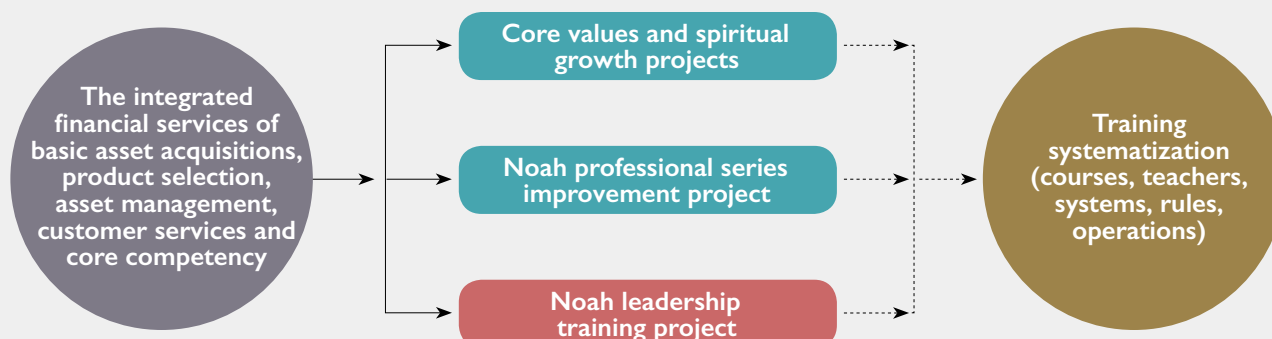 The integrated
financial services of
basic asset acquisitions,
product selection,
asset management,
customer services and
core competency
Core values and spiritual
growth projects
Noah professional series
improvement project
Noah leadership
training project
Training
systematization
(courses, teachers,
systems, rules,
operations)